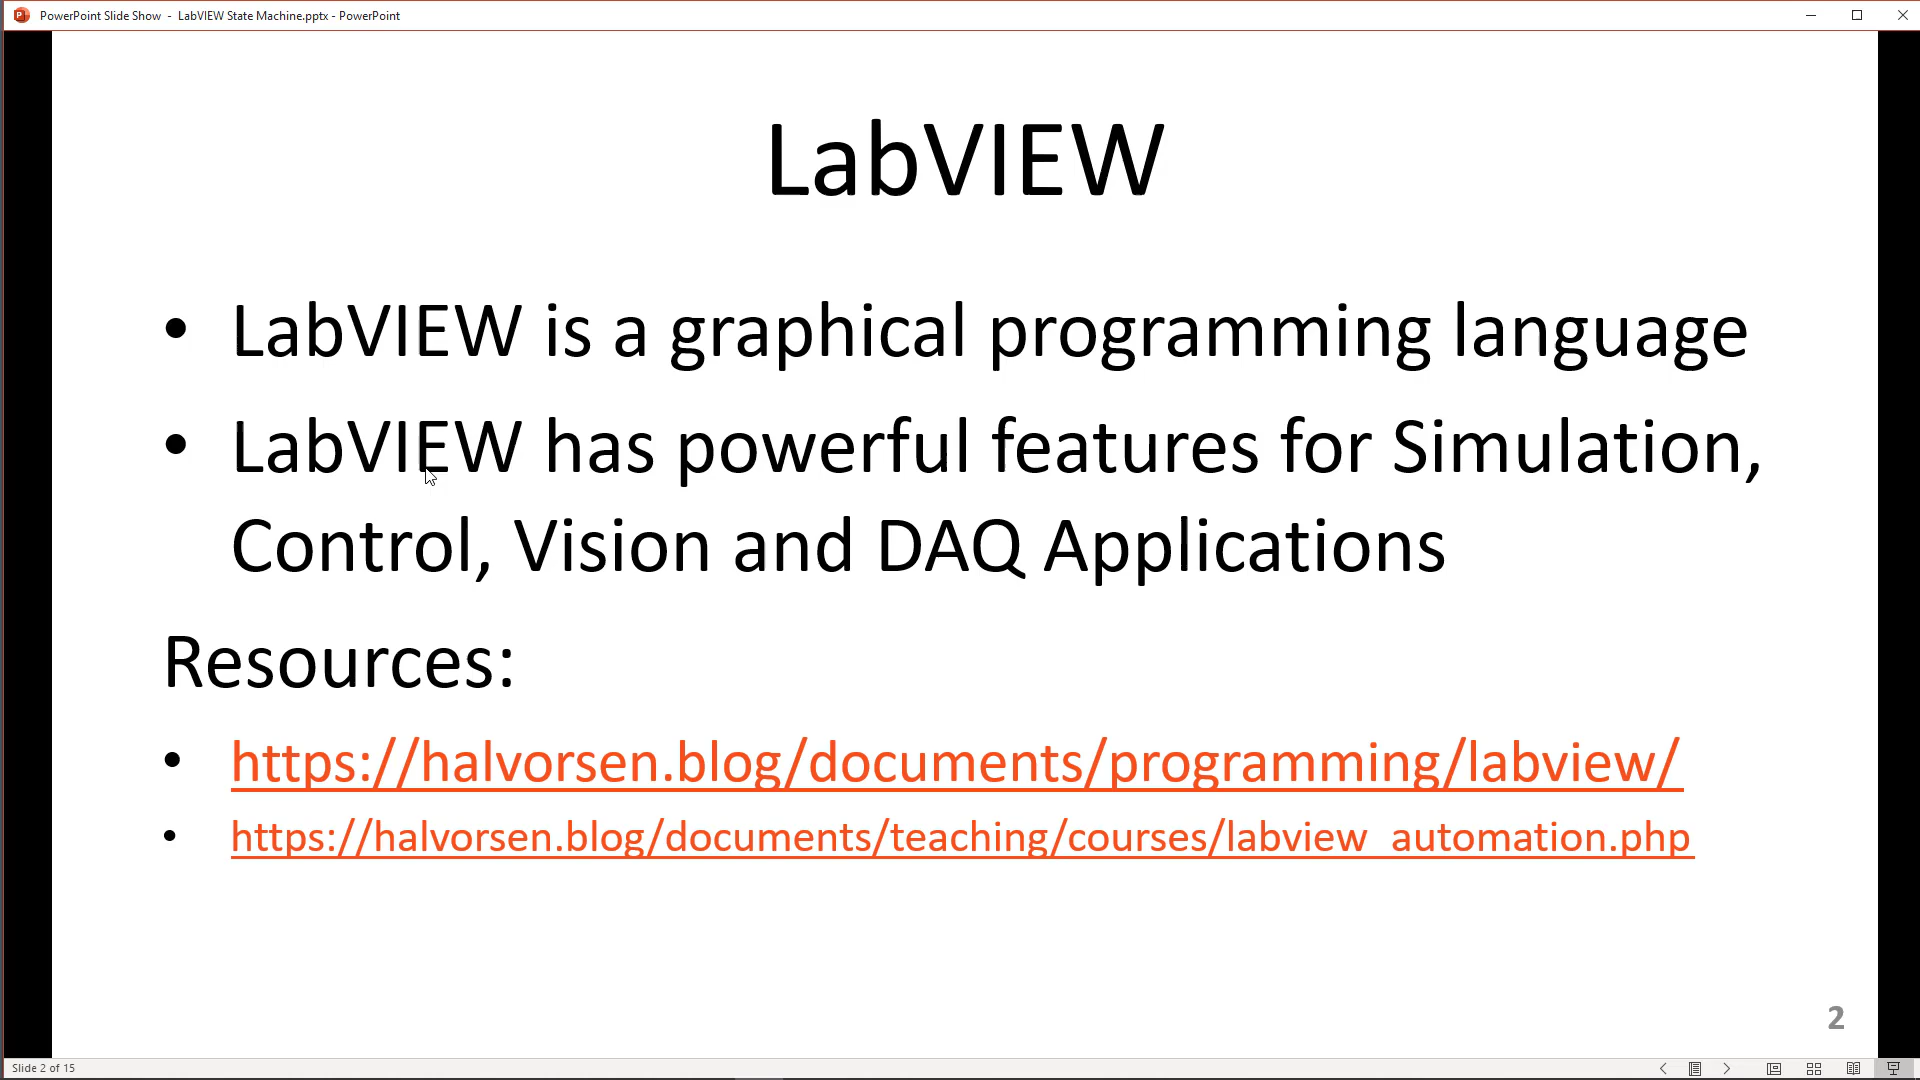 PowerPoint Slide Show - LabVIEW State Machine.pptx - PowerPoint
LabVIEW
• LabVIEW is a graphical programming language
• LabVIEW has powerful features for Simulation,
Control, Vision and DAQ Applications
Resources:
• https://halvorsen.blog/documents/programming/labview/
• https://halvorsen.blog/documents/teaching/courses/labview_automation.php
2
Slide 2 of 15